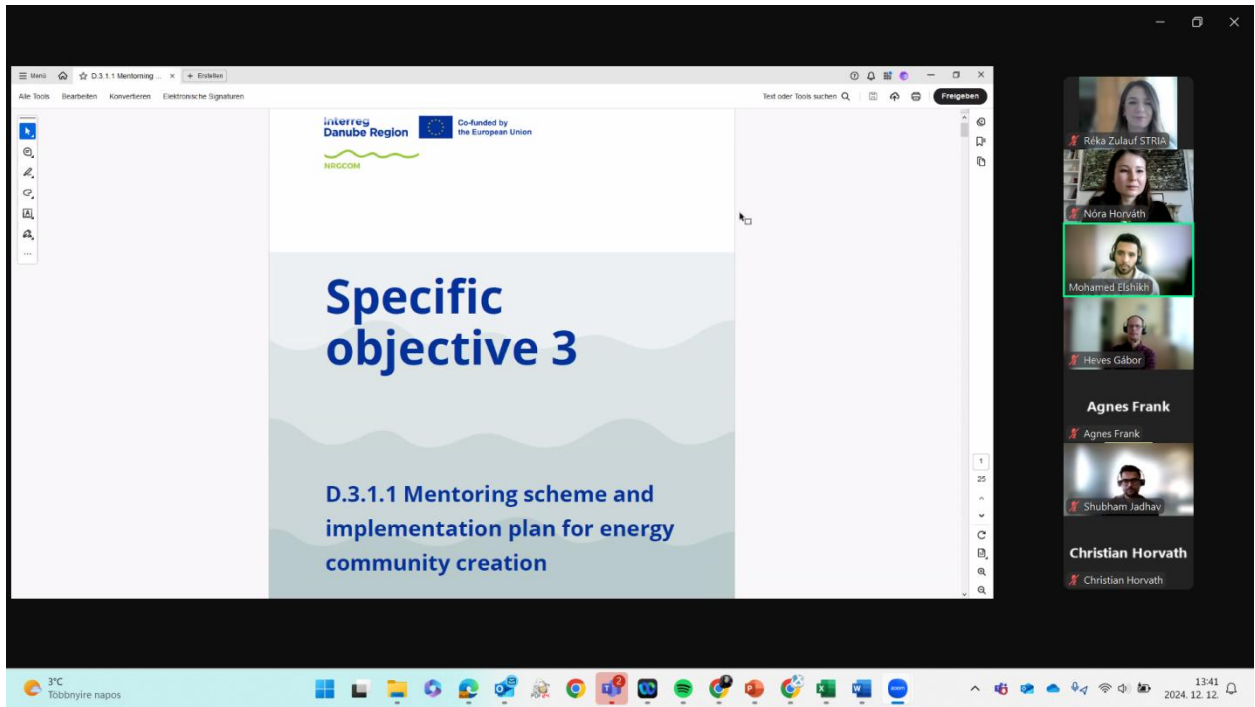 Menü
D.3.1.1 Mentorning ...
+ Erstellen
Alle Tools Bearbeiten Konvertieren Elektronische Signaturen
Text oder Tools suchen
Freigeben
Interreg
Danube Region
Co-funded by
the European Union
NRGCOM
Specific
objective 3
D.3.1.1 Mentoring scheme and
implementation plan for energy
community creation
1
25
Réka Zulauf STRIA
Nóra Horváth
Mohamed Elshikh
Heves Gábor
Agnes Frank
Agnes Frank
Shubham Jadhav
Christian Horvath
Christian Horvath
3°C
Többnyire napos
2
zoom
13:41
2024. 12. 12.